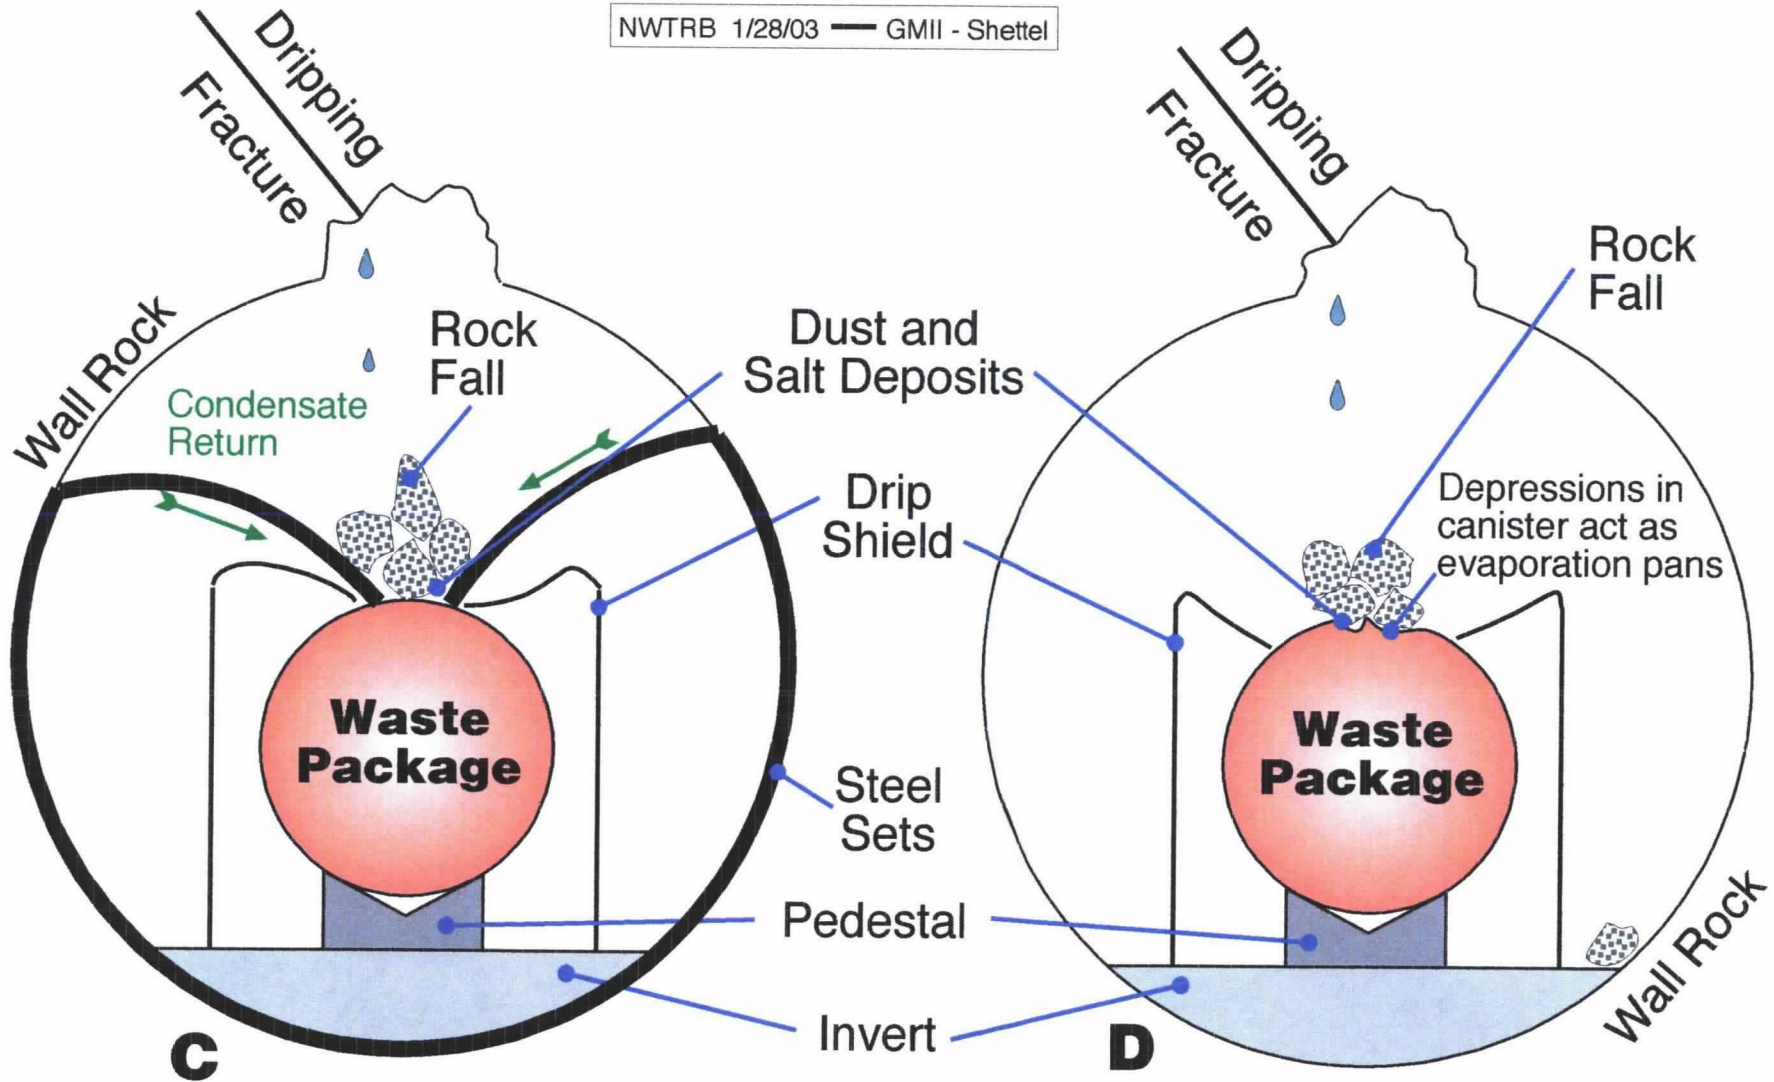 NWTRB 1/28/03 — GMII - Shettel
Dripping
Fracture
Wall Rock
Condensate
Return
Rock
Fall
Dust and
Salt Deposits
Drip
Shield
Waste
Package
Steel
Sets
Pedestal
Invert
C
Dripping
Fracture
Rock
Fall
Depressions in
canister act as
evaporation pans
Waste
Package
Wall Rock
D